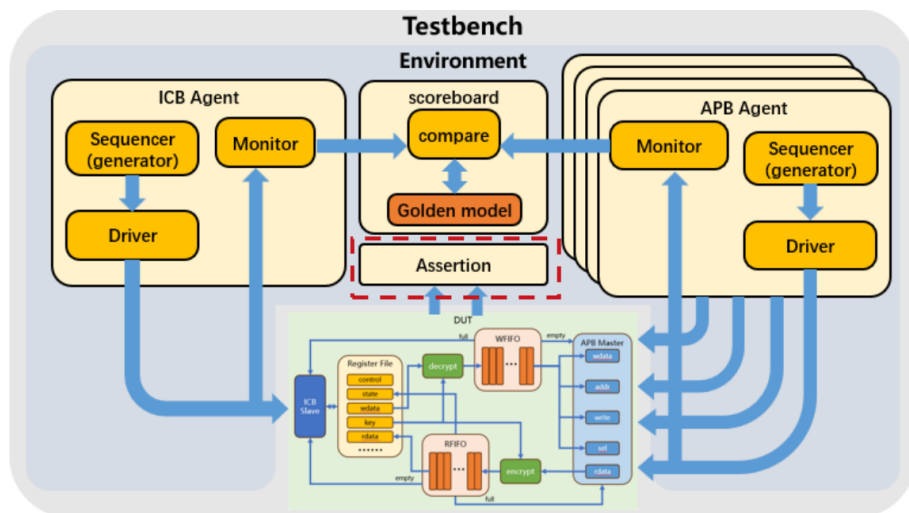 Testbench
Environment
ICB Agent
Sequencer
(generator)
Monitor
Driver
scoreboard
compare
Golden model
Assertion
APB Agent
Monitor
Sequencer
(generator)
Driver
DUT
full
WFIFO
empty
APB Master
Register File
control
state
wdata
key
rdata
......
ICB
Slave
decrypt
...
wdata
addr
write
sel
rdata
RFIFO
...
encrypt
empty
full